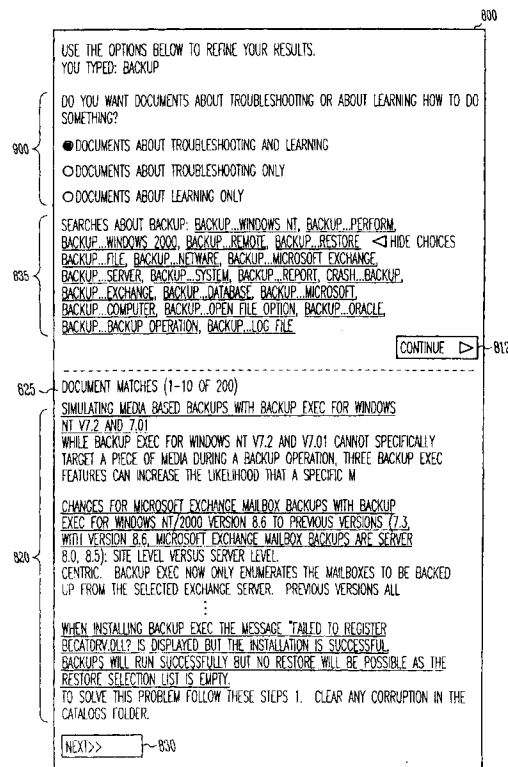 800
USE THE OPTIONS BELOW TO REFINE YOUR RESULTS.
YOU TYPED: BACKUP
DO YOU WANT DOCUMENTS ABOUT TROUBLESHOOTING OR ABOUT LEARNING HOW TO DO
SOMETHING?
900
DOCUMENTS ABOUT TROUBLESHOOTING AND LEARNING
DOCUMENTS ABOUT TROUBLESHOOTING ONLY
DOCUMENTS ABOUT LEARNING ONLY
SEARCHES ABOUT BACKUP: BACKUP...WINDOWS NT, BACKUP...PERFORM,
BACKUP...WINDOWS 2000, BACKUP...REMOTE, BACKUP...RESTORE ◁ HIDE CHOICES
BACKUP...FILE, BACKUP...NETWARE, BACKUP...MICROSOFT EXCHANGE,
835
BACKUP...SERVER, BACKUP...SYSTEM, BACKUP...REPORT, CRASH...BACKUP,
BACKUP...EXCHANGE, BACKUP...DATABASE, BACKUP...MICROSOFT,
BACKUP...COMPUTER, BACKUP...OPEN FILE OPTION, BACKUP...ORACLE,
BACKUP...BACKUP OPERATION, BACKUP...LOG FILE
CONTINUE ▷ 812
825 DOCUMENT MATCHES (1-10 OF 200)
SIMULATING MEDIA BASED BACKUPS WITH BACKUP EXEC FOR WINDOWS
NT V7.2 AND 7.01
WHILE BACKUP EXEC FOR WINDOWS NT V7.2 AND V7.01 CANNOT SPECIFICALLY
TARGET A PIECE OF MEDIA DURING A BACKUP OPERATION, THREE BACKUP EXEC
FEATURES CAN INCREASE THE LIKELIHOOD THAT A SPECIFIC M
CHANGES FOR MICROSOFT EXCHANGE MAILBOX BACKUPS WITH BACKUP
EXEC FOR WINDOWS NT/2000 VERSION 8.6 TO PREVIOUS VERSIONS (7.3,
WITH VERSION 8.6, MICROSOFT EXCHANGE MAILBOX BACKUPS ARE SERVER
820
8.0, 8.5): SITE LEVEL VERSUS SERVER LEVEL.
CENTRIC. BACKUP EXEC NOW ONLY ENUMERATES THE MAILBOXES TO BE BACKED
UP FROM THE SELECTED EXCHANGE SERVER. PREVIOUS VERSIONS ALL
⋮
WHEN INSTALLING BACKUP EXEC THE MESSAGE "FAILED TO REGISTER
BECATDRV.DLL? IS DISPLAYED BUT THE INSTALLATION IS SUCCESSFUL.
BACKUPS WILL RUN SUCCESSFULLY BUT NO RESTORE WILL BE POSSIBLE AS THE
RESTORE SELECTION LIST IS EMPTY.
TO SOLVE THIS PROBLEM FOLLOW THESE STEPS 1. CLEAR ANY CORRUPTION IN THE
CATALOGS FOLDER.
NEXT>> 830